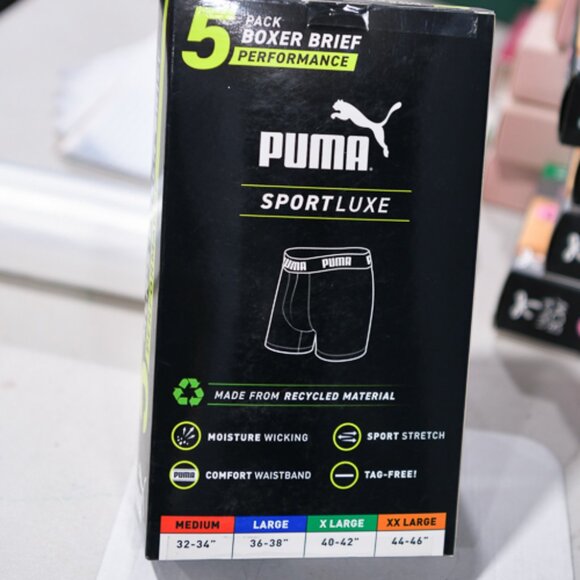 5 PACK
BOXER BRIEF
PERFORMANCE
PUMA
SPORTLUXE
PUMA PUMA
MADE FROM RECYCLED MATERIAL
MOISTURE WICKING
SPORT STRETCH
PUMA COMFORT WAISTBAND
TAG-FREE!
MEDIUM LARGE X LARGE XX LARGE
32-34" 36-38" 40-42" 44-46"